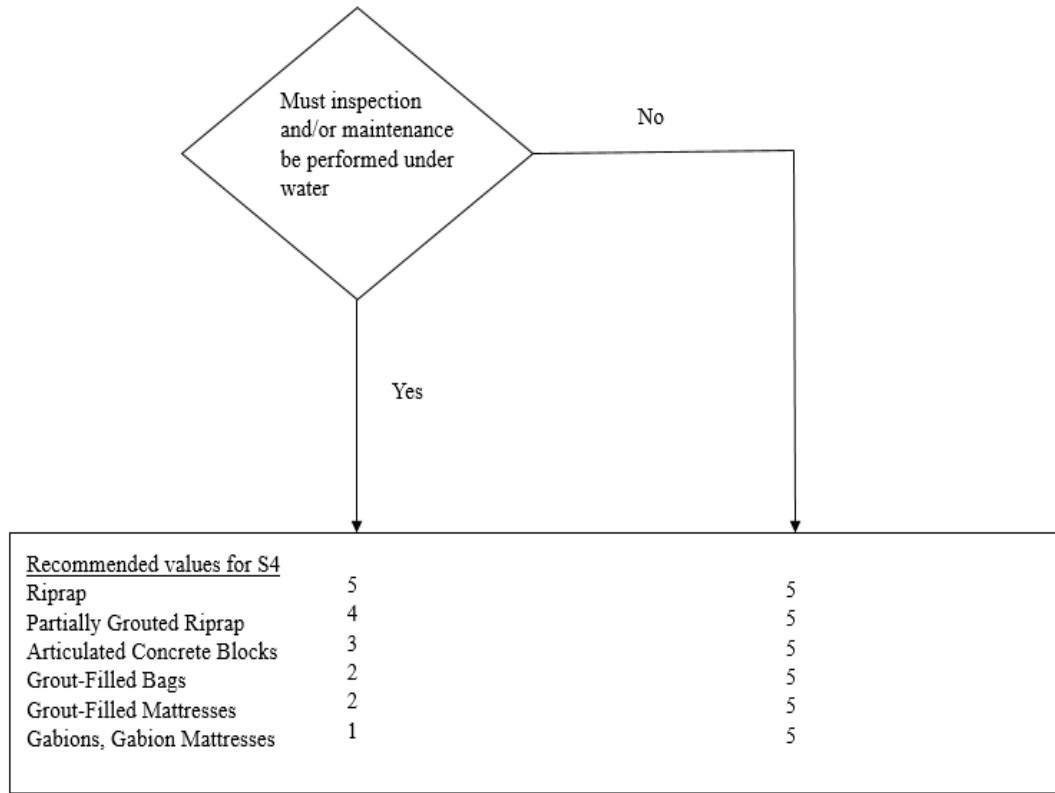 Must inspection
and/or maintenance
be performed under
water
No
Yes
Recommended values for S4
Riprap 5 5
Partially Grouted Riprap 4 5
Articulated Concrete Blocks 3 5
Grout-Filled Bags 2 5
Grout-Filled Mattresses 2 5
Gabions, Gabion Mattresses 1 5